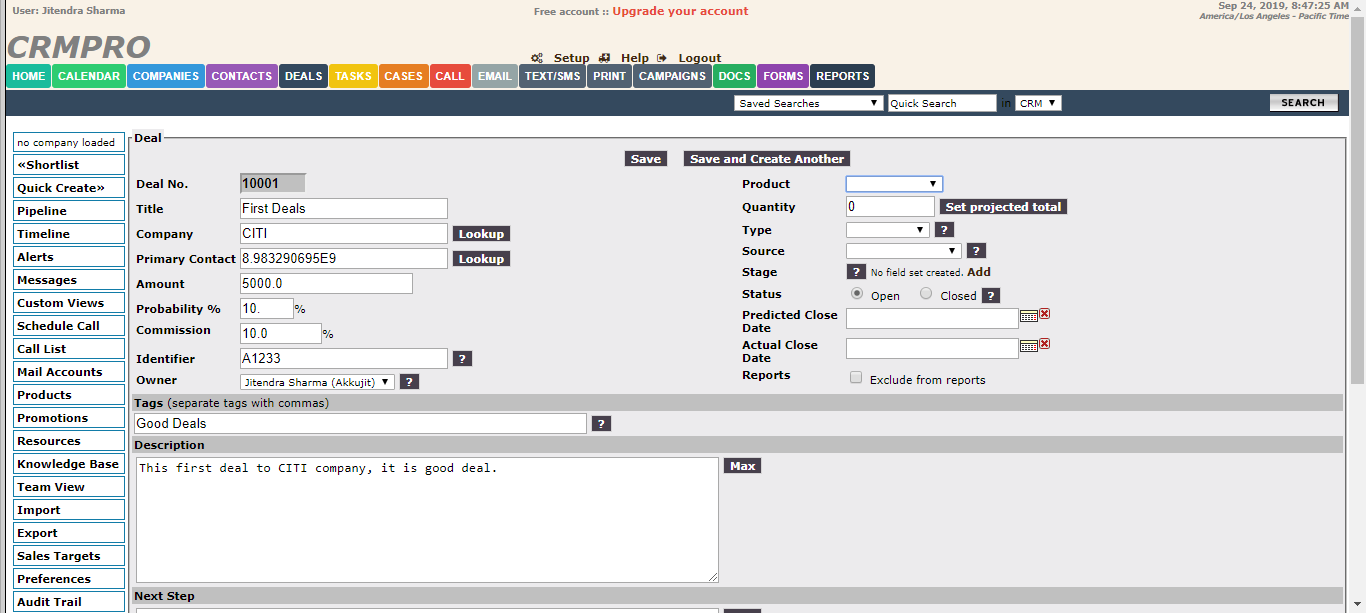 User: Jitendra Sharma
Free account :: Upgrade your account
Sep 24, 2019, 8:47:25 AM
America/Los Angeles - Pacific Time
CRMPRO
Setup Help Logout
HOME CALENDAR COMPANIES CONTACTS DEALS TASKS CASES CALL EMAIL TEXT/SMS PRINT CAMPAIGNS DOCS FORMS REPORTS
Saved Searches Quick Search in CRM SEARCH
no company loaded
«Shortlist
Quick Create»
Pipeline
Timeline
Alerts
Messages
Custom Views
Schedule Call
Call List
Mail Accounts
Products
Promotions
Resources
Knowledge Base
Team View
Import
Export
Sales Targets
Preferences
Audit Trail
Deal
Save Save and Create Another
Deal No. 10001
Title First Deals
Company CITI Lookup
Primary Contact 8.983290695E9 Lookup
Amount 5000.0
Probability % 10. %
Commission 10.0 %
Identifier A1233 ?
Owner Jitendra Sharma (Akkujit) ?
Product
Quantity 0 Set projected total
Type ?
Source ?
Stage ? No field set created. Add
Status Open Closed ?
Predicted Close
Date
Actual Close
Date
Reports Exclude from reports
Tags (separate tags with commas)
Good Deals ?
Description
This first deal to CITI company, it is good deal.
Max
Next Step